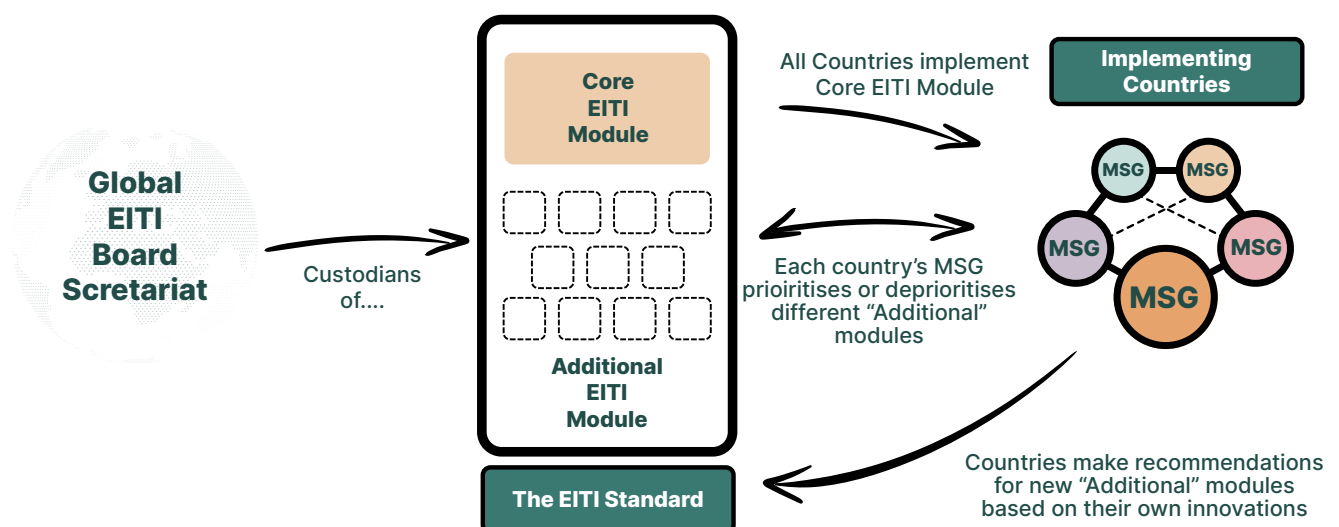 Global
EITI
Board
Scretariat
Custodians
of....
Core
EITI
Module
Additional
EITI
Module
The EITI Standard
All Countries implement
Core EITI Module
Each country’s MSG
prioiritises or deprioritises
different “Additional”
modules
Implementing
Countries
MSG
MSG
MSG
MSG
MSG
Countries make recommendations
for new “Additional” modules
based on their own innovations